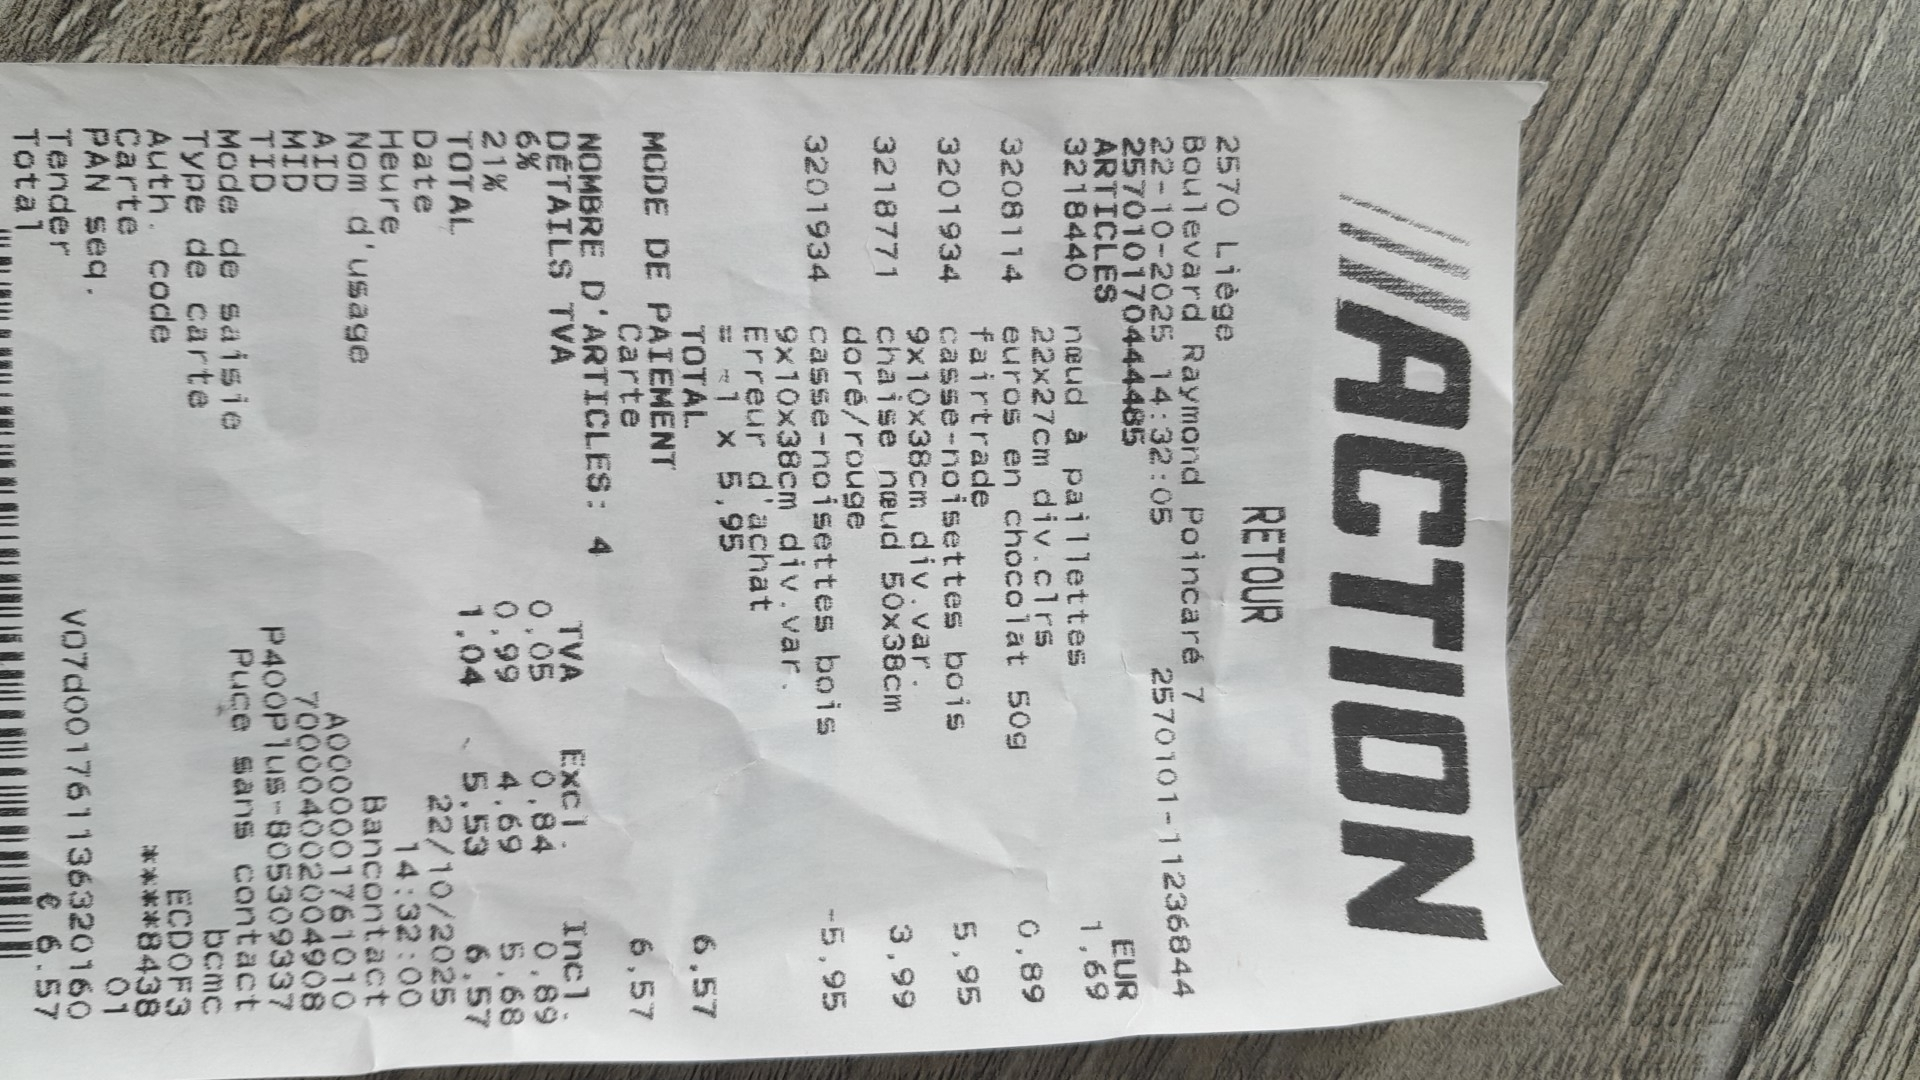 ACTION
RETOUR
2570 Liège
Boulevard Raymond Poincaré 7
22-10-2025 14:32:05 2570101-11236844
2570101704444485
ARTICLES EUR
3218440 nœud à paillettes 1,69
22x27cm div.clrs
3208114 euros en chocolat 50g 0,89
fairtrade
3201934 casse-noisettes bois 5,95
9x10x38cm div.var.
3218771 chaise nœud 50x38cm 3,99
doré/rouge
3201934 casse-noisettes bois -5,95
9x10x38cm div.var.
Erreur d'achat
= -1 x 5,95
TOTAL 6,57
MODE DE PAIEMENT
Carte 6,57
NOMBRE D'ARTICLES: 4
DÉTAILS TVA TVA Excl. Incl.
6% 0,05 0,84 0,89
21% 0,99 4,69 5,68
TOTAL 1,04 5,53 6,57
Date 22/10/2025
Heure 14:32:00
Nom d'usage Bancontact
AID A0000001761010
MID 700004002004908
TID P400Plus-805309337
Mode de saisie Puce sans contact
Type de carte bcmc
Auth. code ECD0F3
Carte *****8438
PAN seq. 01
Tender V07d001761136320160
Total € 6.57